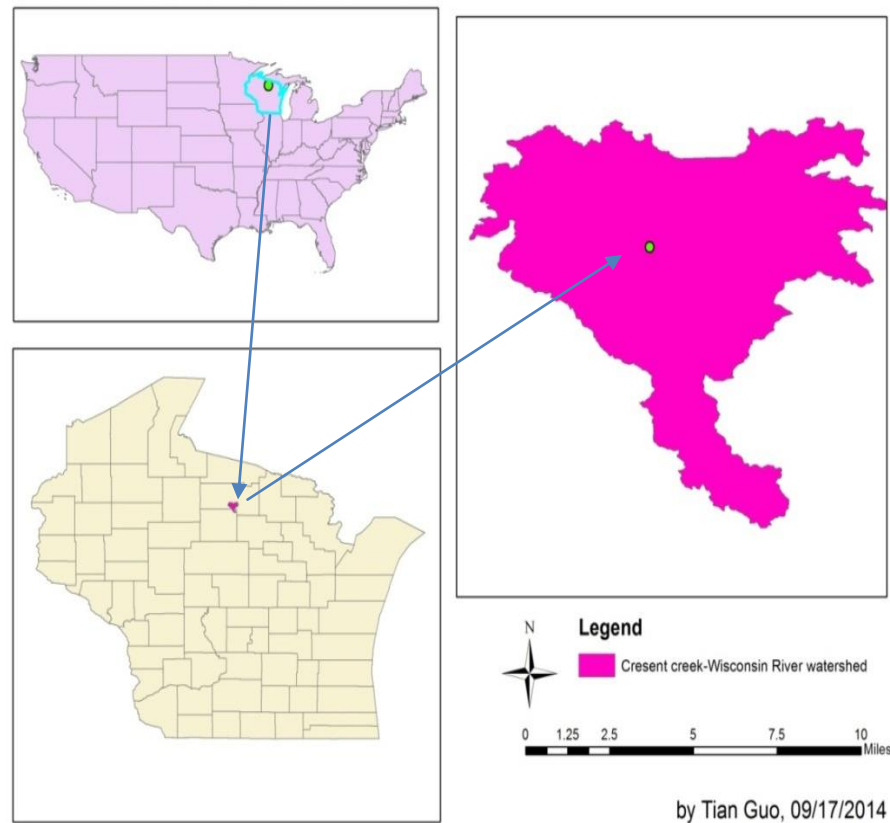 N
Legend
Cresent creek-Wisconsin River watershed
0 1.25 2.5 5 7.5 10
Miles
by Tian Guo, 09/17/2014